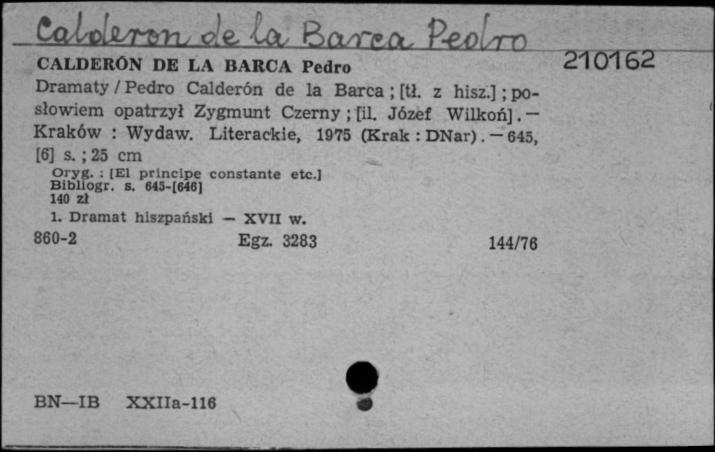 Calderon de la Barca Pedro
CALDERÓN DE LA BARCA Pedro 210162
Dramaty / Pedro Calderón de la Barca ; [tł. z hisz.] ; po-
słowiem opatrzył Zygmunt Czerny ; [il. Józef Wilkoń]. —
Kraków : Wydaw. Literackie, 1975 (Krak : DNar). — 645,
[6] s. ; 25 cm
Oryg. : [El principe constante etc.]
Bibliogr. s. 645-[646]
140 zł
1. Dramat hiszpański — XVII w.
860-2 Egz. 3283 144/76
BN—IB XXIIa-116